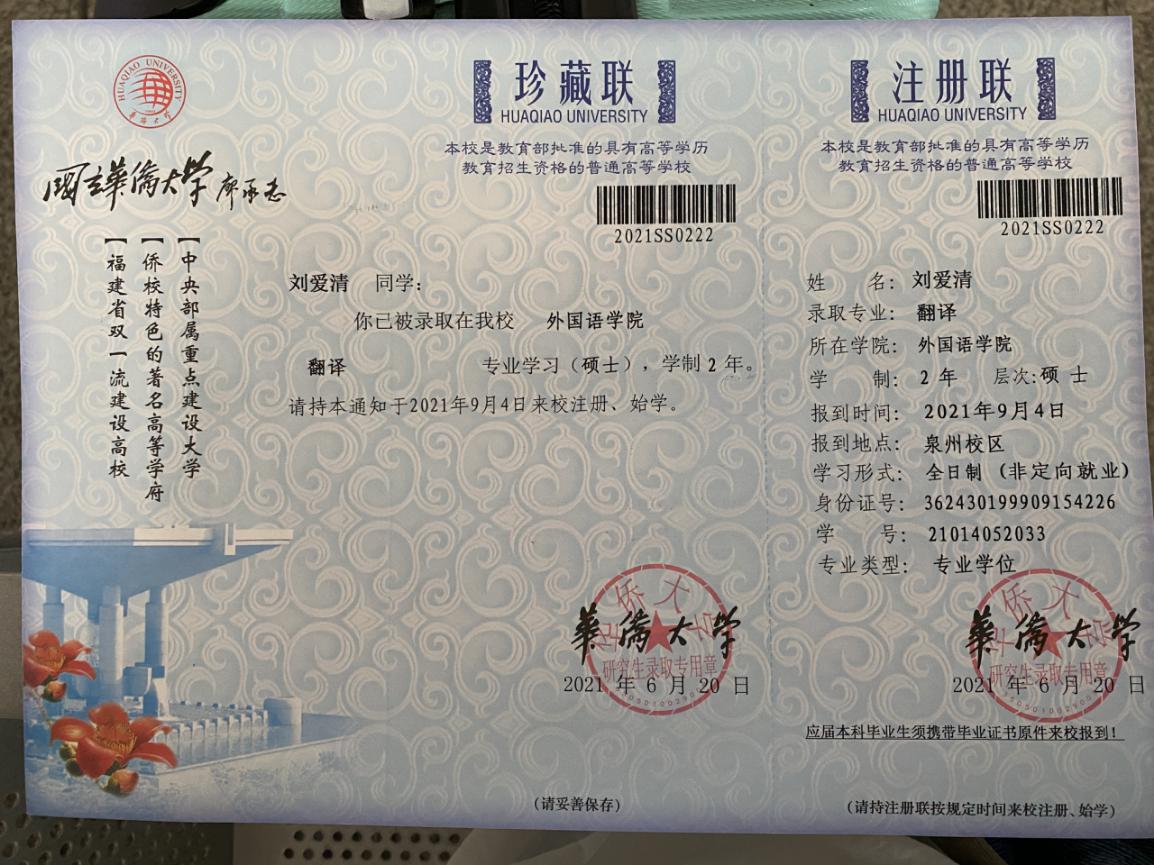 HUAQIAO UNIVERSITY
華僑大学
國立華僑大学 廖承志
【中央部属重点建设大学
【侨校特色的著名高等学府
【福建省双一流建设高校
珍藏联
HUAQIAO UNIVERSITY
本校是教育部批准的具有高等学历
教育招生资格的普通高等学校
2021SS0222
刘爱清 同学:
你已被录取在我校 外国语学院
翻译 专业学习(硕士),学制 2 年。
请持本通知于2021年9月4日来校注册、始学。
华侨大学
華僑大学
研究生录取专用章
2021 年 6 月 20 日
(请妥善保存)
注册联
HUAQIAO UNIVERSITY
本校是教育部批准的具有高等学历
教育招生资格的普通高等学校
2021SS0222
姓 名: 刘爱清
录取专业: 翻译
所在学院: 外国语学院
学 制: 2 年 层次:硕 士
报到时间: 2021年9月4日
报到地点: 泉州校区
学习形式: 全日制 (非定向就业)
身份证号: 362430199909154226
学 号: 21014052033
专业类型: 专业学位
华侨大学
華僑大学
研究生录取专用章
2021 年 6 月 20 日
应届本科毕业生须携带毕业证书原件来校报到!
(请持注册联按规定时间来校注册、始学)